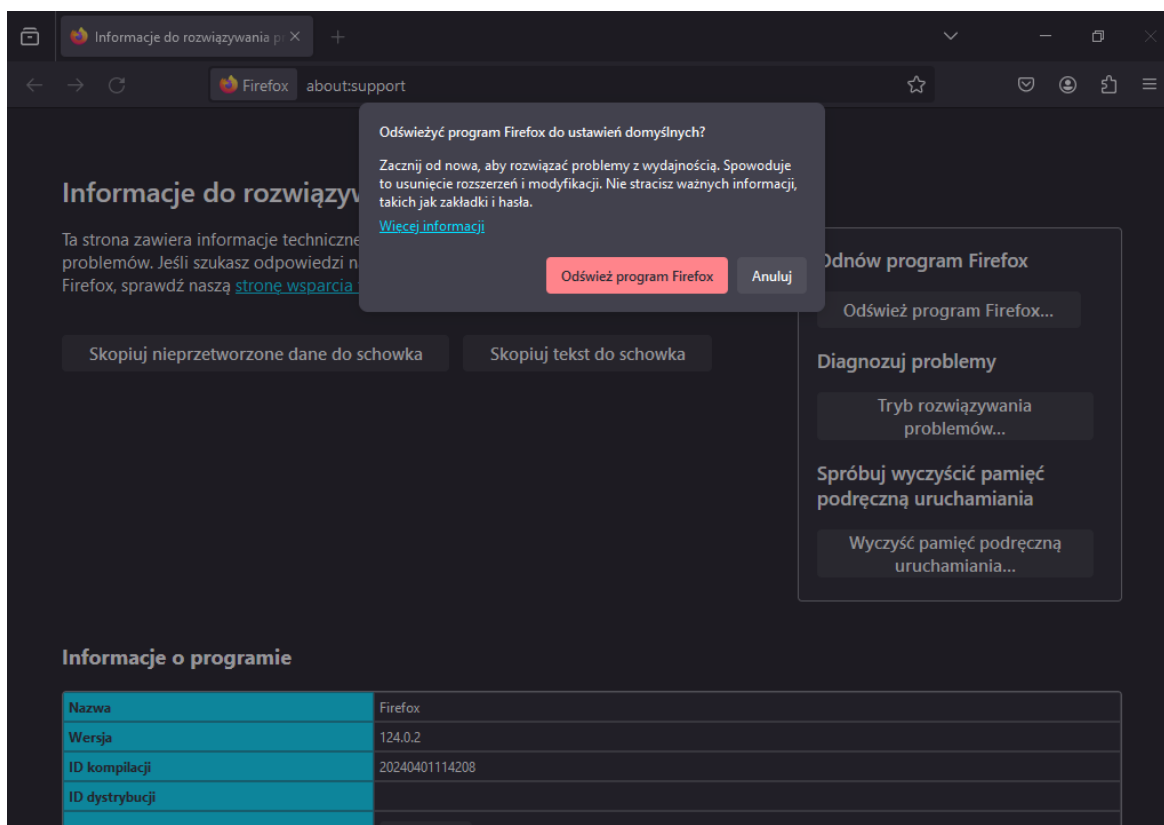 Informacje do rozwiązywania p
Firefox
about:support
Odświeżyć program Firefox do ustawień domyślnych?
Zacznij od nowa, aby rozwiązać problemy z wydajnością. Spowoduje
to usunięcie rozszerzeń i modyfikacji. Nie stracisz ważnych informacji,
takich jak zakładki i hasła.
Więcej informacji
Odśwież program Firefox
Anuluj
Informacje do rozwiązyw
Ta strona zawiera informacje techniczne
problemów. Jeśli szukasz odpowiedzi n
Firefox, sprawdź naszą stronę wsparcia
Skopiuj nieprzetworzone dane do schowka
Skopiuj tekst do schowka
Odnów program Firefox
Odśwież program Firefox...
Diagnozuj problemy
Tryb rozwiązywania
problemów...
Spróbuj wyczyścić pamięć
podręczną uruchamiania
Wyczyść pamięć podręczną
uruchamiania...
Informacje o programie
Nazwa Firefox
Wersja 124.0.2
ID kompilacji 20240401114208
ID dystrybucji